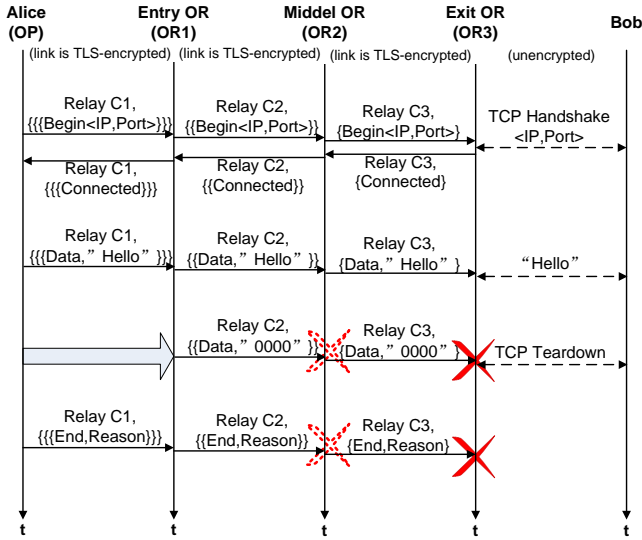 Alice
(OP)
Entry OR
(OR1)
Middel OR
(OR2)
Exit OR
(OR3)
Bob
(link is TLS-encrypted)
(link is TLS-encrypted)
(link is TLS-encrypted)
(unencrypted)
Relay C1,
{{{Begin<IP,Port>}}}
Relay C2,
{{Begin<IP,Port>}}
Relay C3,
{Begin<IP,Port>}
TCP Handshake
<IP,Port>
Relay C1,
{{{Connected}}}
Relay C2,
{{Connected}}
Relay C3,
{Connected}
Relay C1,
{{{Data,” Hello” }}}
Relay C2,
{{Data,” Hello” }}
Relay C3,
{Data,” Hello” }
“Hello”
Relay C2,
{{Data,” 0000” }}
Relay C3,
{Data,” 0000” }
TCP Teardown
Relay C1,
{{{End,Reason}}}
Relay C2,
{{End,Reason}}
Relay C3,
{End,Reason}
t
t
t
t
t